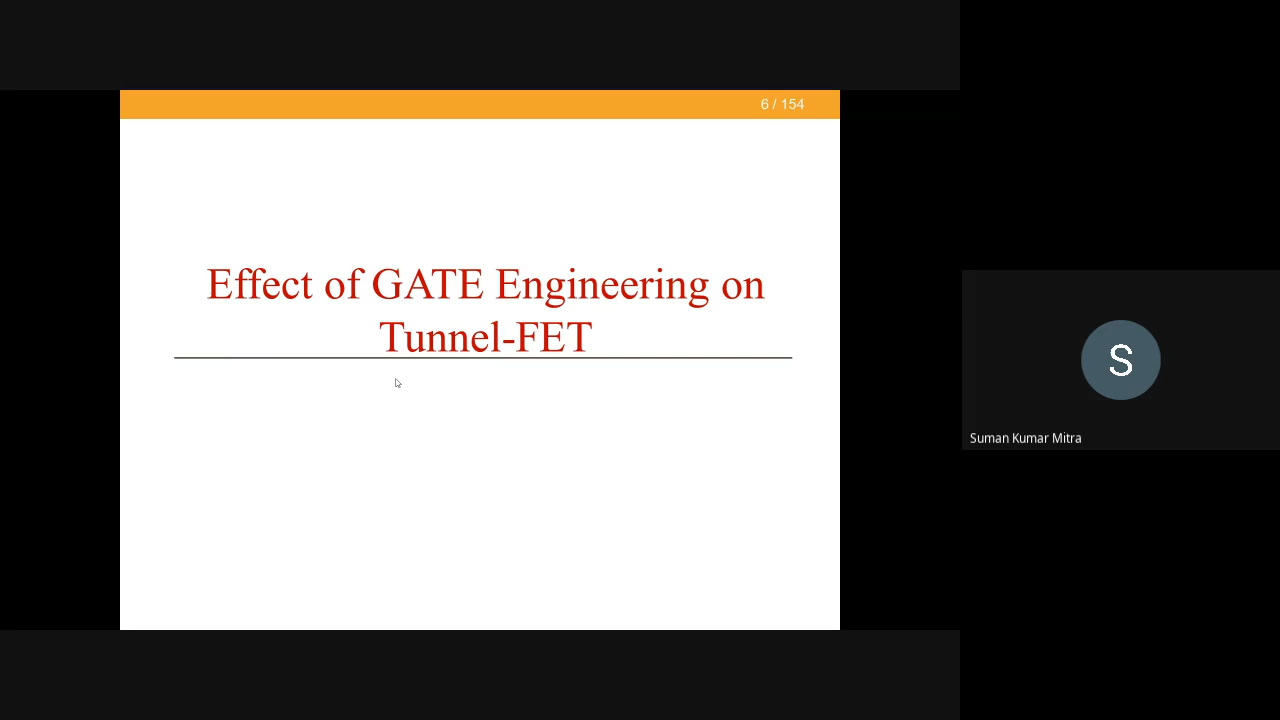 6 / 154
Effect of GATE Engineering on
Tunnel-FET
S
Suman Kumar Mitra